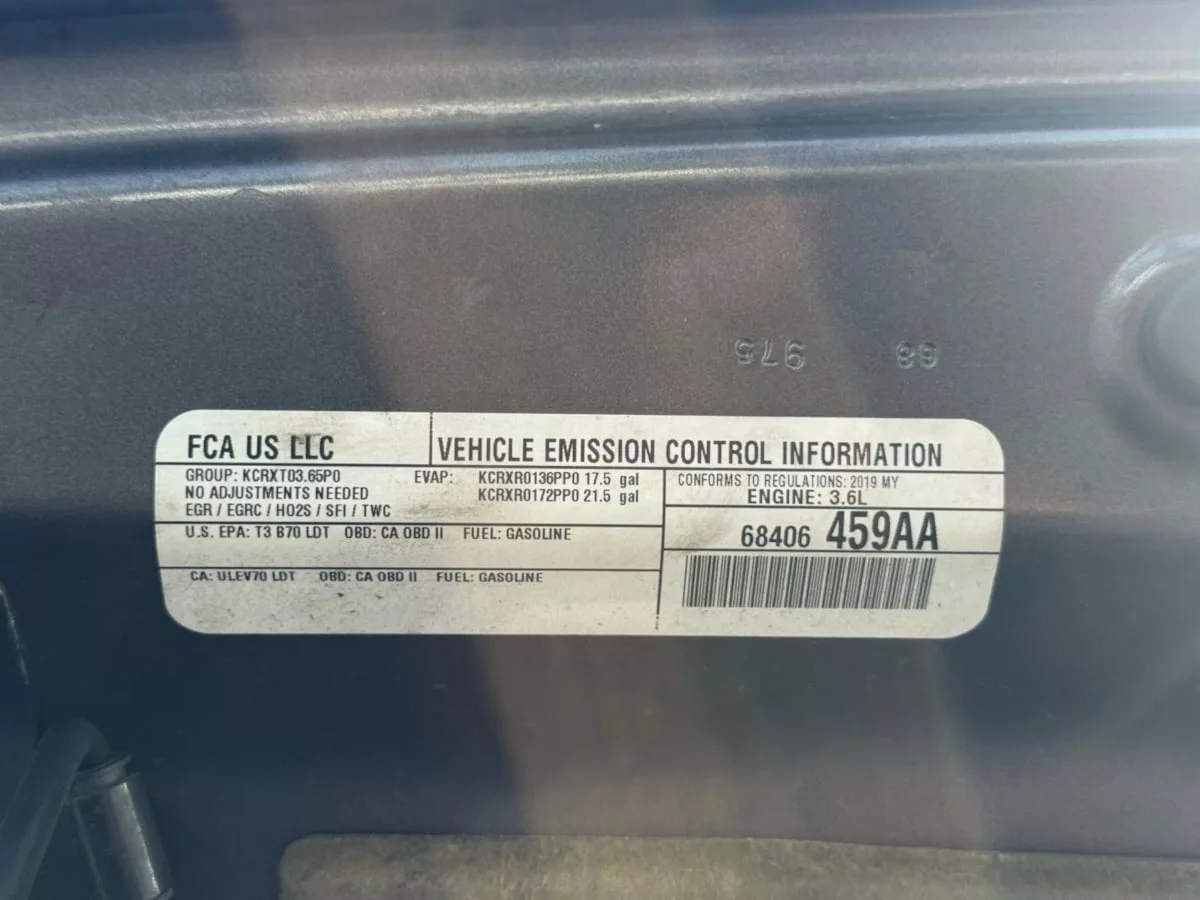 975 68
FCA US LLC
VEHICLE EMISSION CONTROL INFORMATION
GROUP: KCRXT03.65P0
NO ADJUSTMENTS NEEDED
EGR / EGRC / HO2S / SFI / TWC
EVAP: KCRXR0136PP0 17.5 gal
KCRXR0172PP0 21.5 gal
CONFORMS TO REGULATIONS: 2019 MY
ENGINE: 3.6L
U.S. EPA: T3 B70 LDT OBD: CA OBD II FUEL: GASOLINE
68406 459AA
CA: ULEV70 LDT OBD: CA OBD II FUEL: GASOLINE